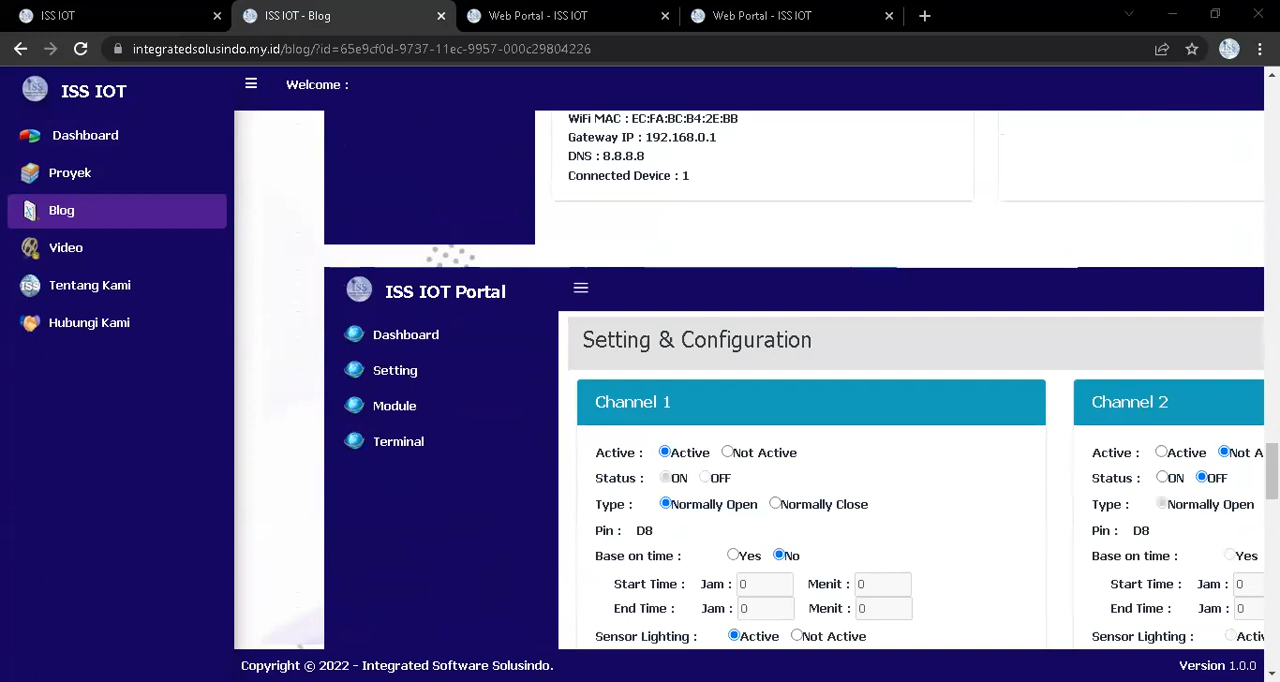 ISS IOT
ISS IOT - Blog
Web Portal - ISS IOT
Web Portal - ISS IOT
integratedsolusindo.my.id/blog/?id=65e9cf0d-9737-11ec-9957-000c29804226
ISS IOT
Welcome :
Dashboard
Proyek
Blog
Video
Tentang Kami
Hubungi Kami
WiFi MAC : EC:FA:BC:B4:2E:BB
Gateway IP : 192.168.0.1
DNS : 8.8.8.8
Connected Device : 1
ISS IOT Portal
Dashboard
Setting
Module
Terminal
Setting & Configuration
Channel 1
Active : Active Not Active
Status : ON OFF
Type : Normally Open Normally Close
Pin : D8
Base on time : Yes No
Start Time : Jam : 0 Menit : 0
End Time : Jam : 0 Menit : 0
Sensor Lighting : Active Not Active
Channel 2
Active : Active Not A
Status : ON OFF
Type : Normally Open
Pin : D8
Base on time : Yes
Start Time : Jam : 0
End Time : Jam : 0
Sensor Lighting : Activ
Copyright © 2022 - Integrated Software Solusindo.
Version 1.0.0